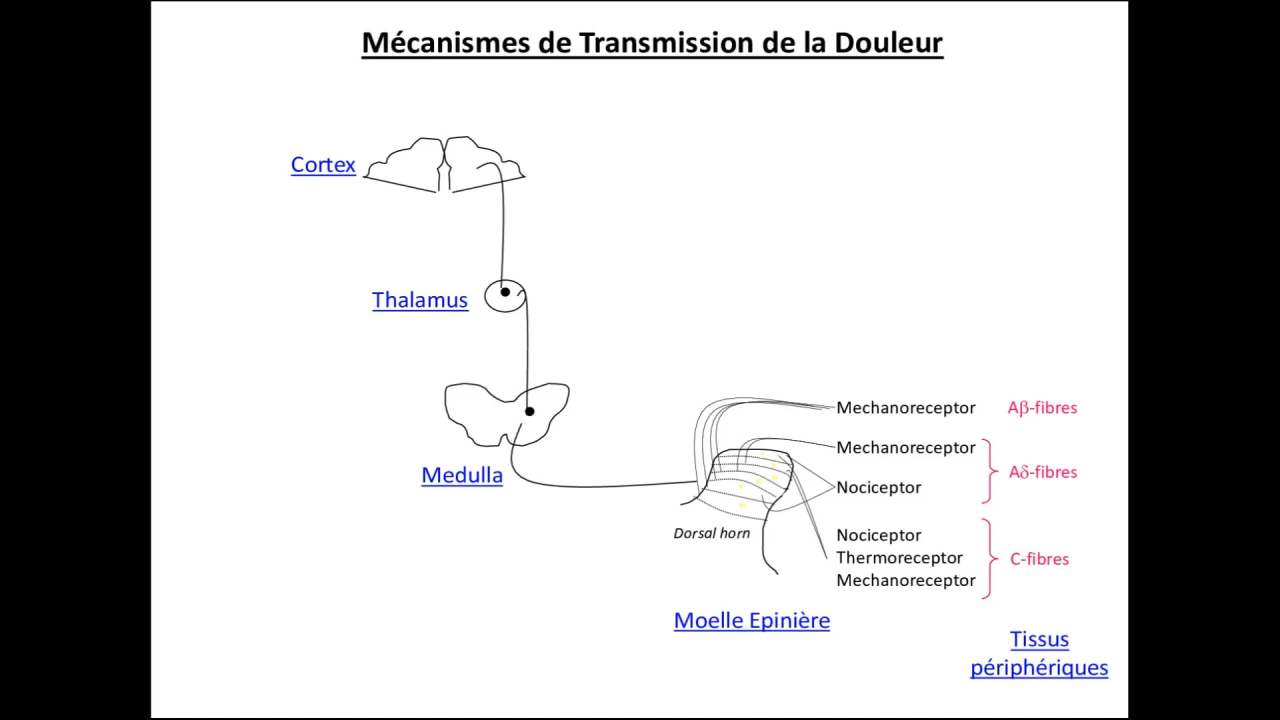 Mécanismes de Transmission de la Douleur
Cortex
Thalamus
Mechanoreceptor Aβ-fibres
Mechanoreceptor
Aδ-fibres
Medulla
Nociceptor
Dorsal horn
Nociceptor
Thermoreceptor C-fibres
Mechanoreceptor
Moelle Epinière
Tissus
périphériques